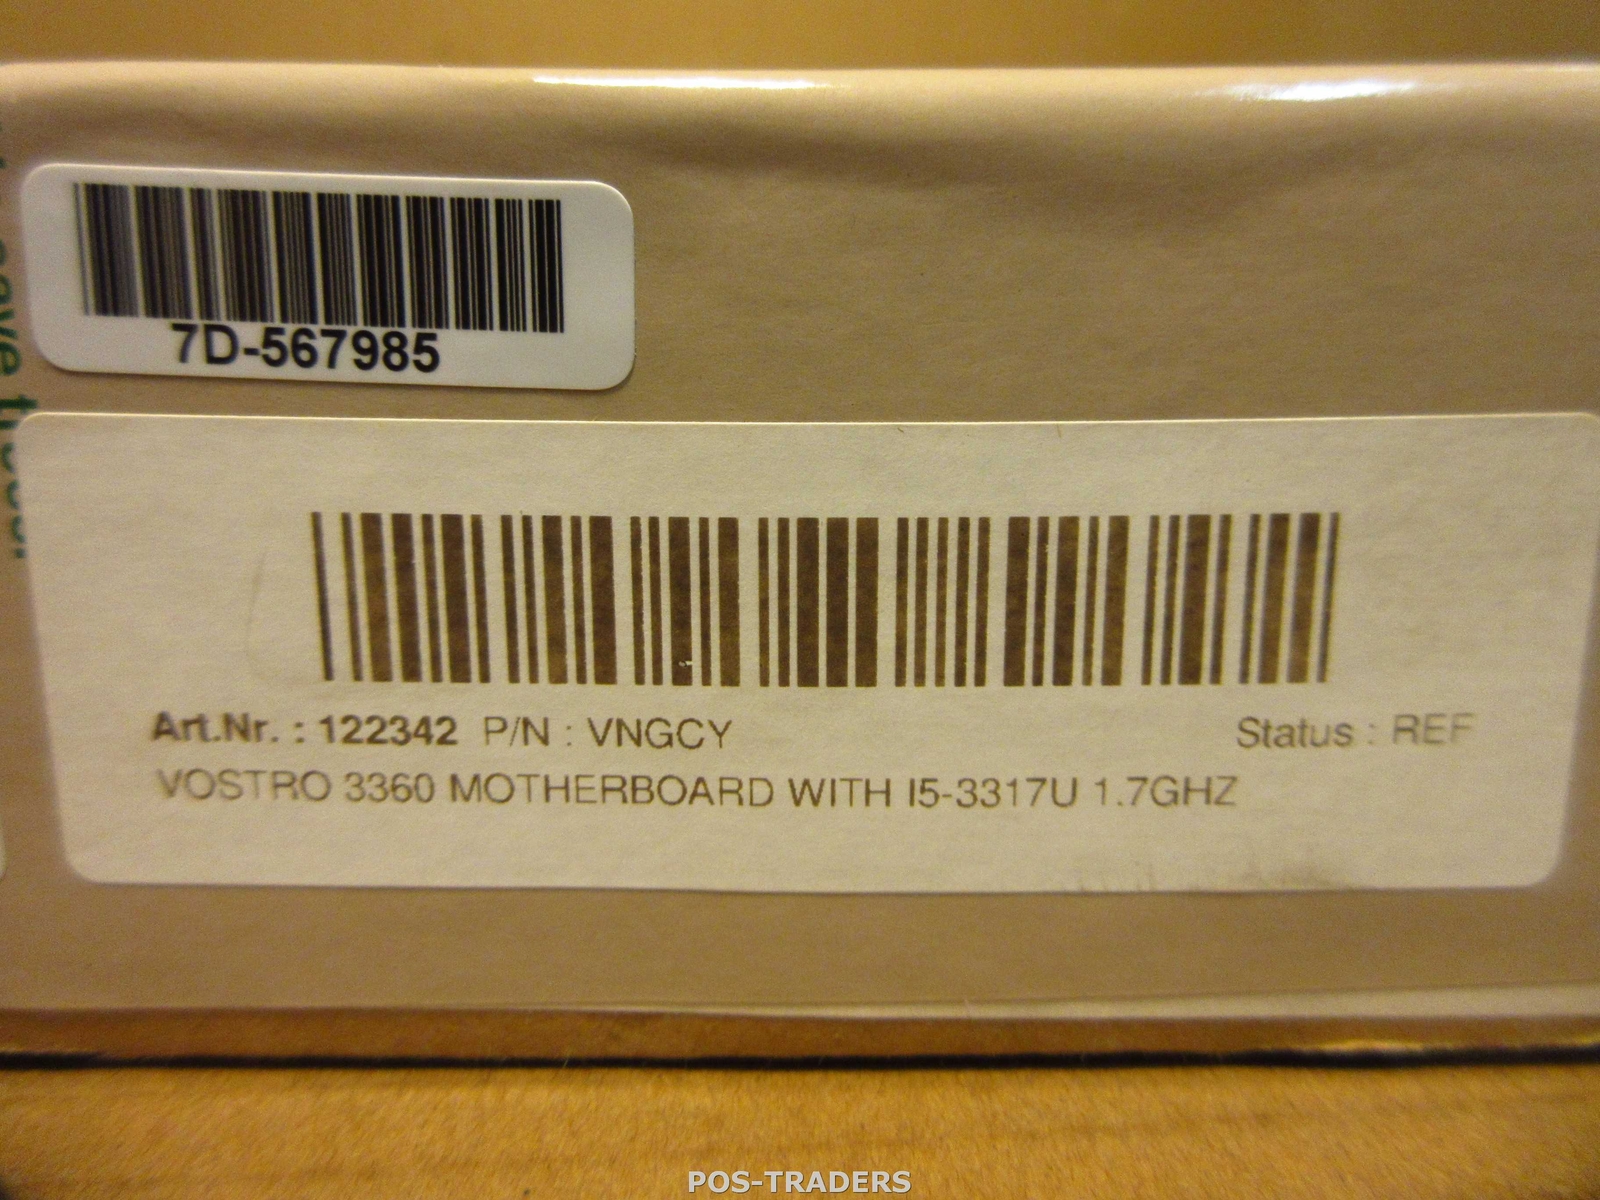 7D-567985
Art.Nr. : 122342 P/N : VNGCY Status : REF
VOSTRO 3360 MOTHERBOARD WITH I5-3317U 1.7GHZ
POS-TRADERS